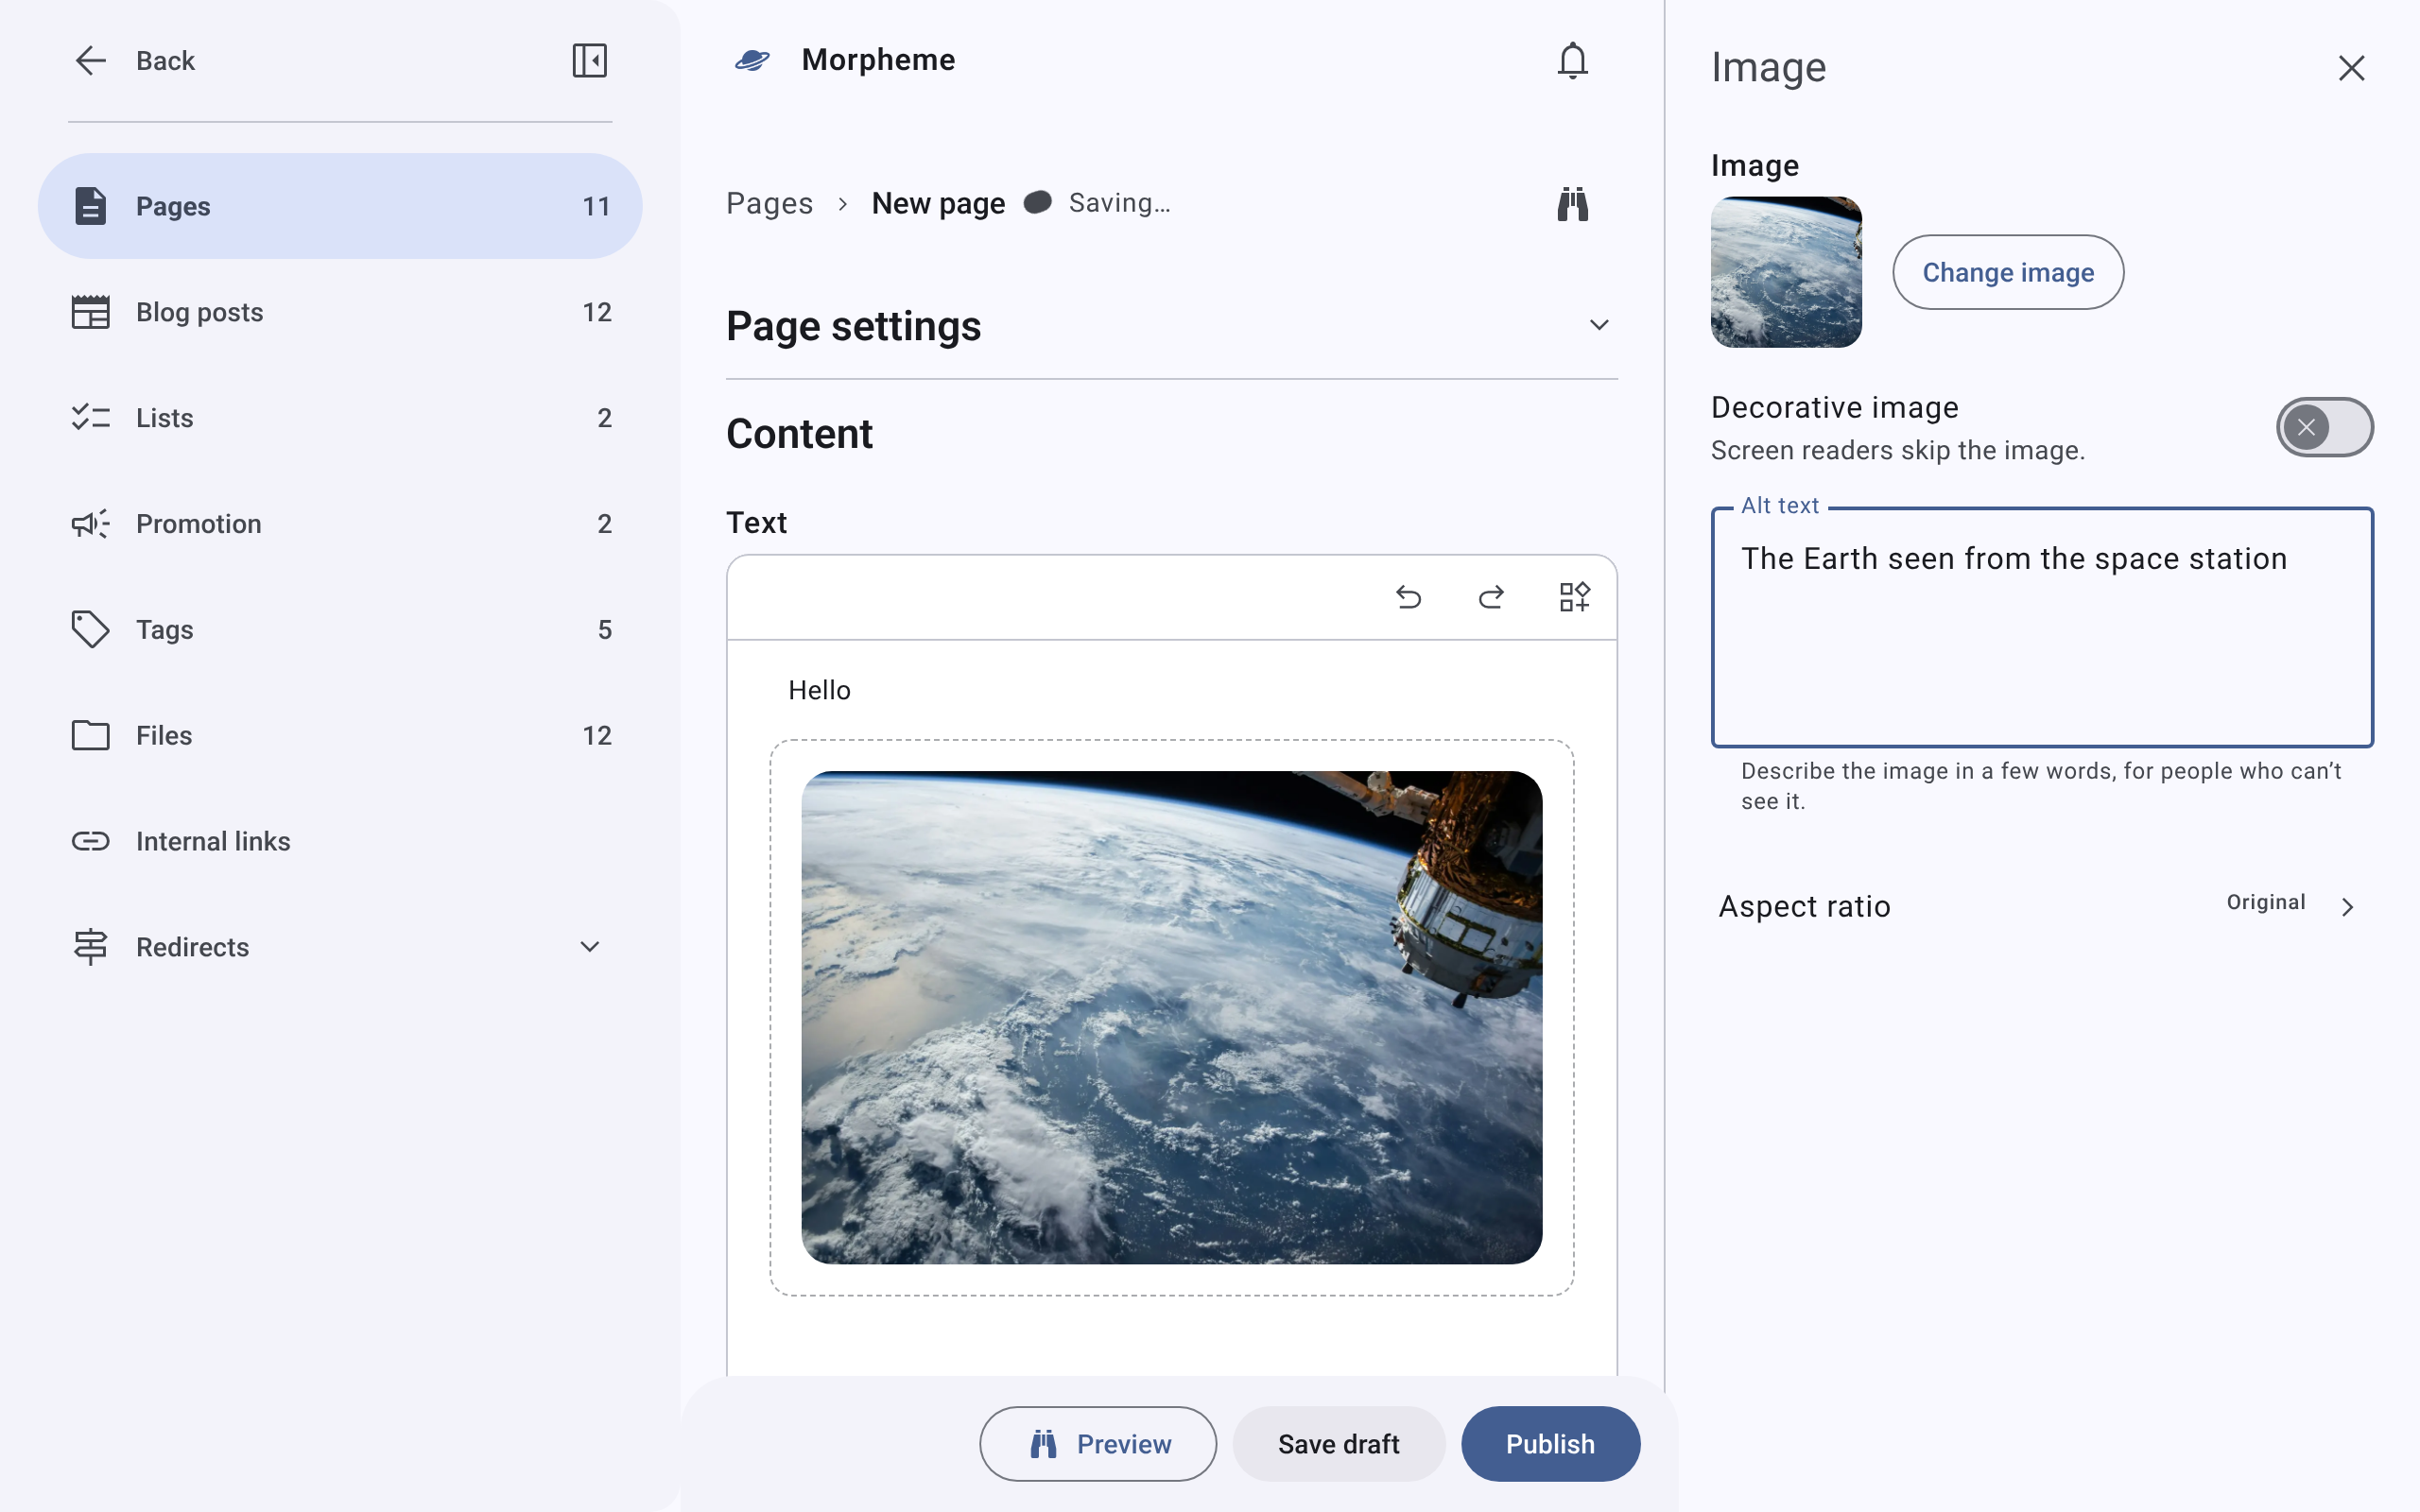 Back
Pages 11
Blog posts 12
Lists 2
Promotion 2
Tags 5
Files 12
Internal links
Redirects
Morpheme
Pages › New page Saving…
Page settings
Content
Text
Hello
Preview
Save draft
Publish
Image
Image
Change image
Decorative image
Screen readers skip the image.
Alt text
The Earth seen from the space station
Describe the image in a few words, for people who can’t
see it.
Aspect ratio Original